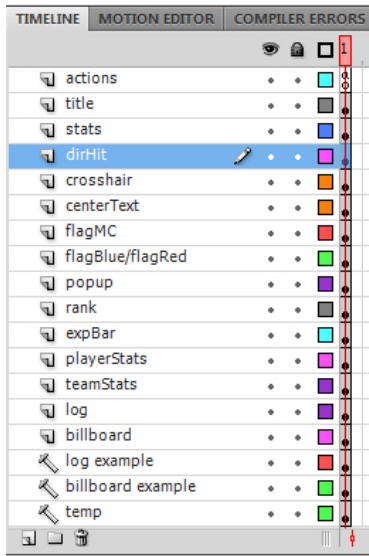 TIMELINE MOTION EDITOR COMPILER ERRORS
1
actions
title
stats
dirHit
crosshair
centerText
flagMC
flagBlue/flagRed
popup
rank
expBar
playerStats
teamStats
log
billboard
log example
billboard example
temp